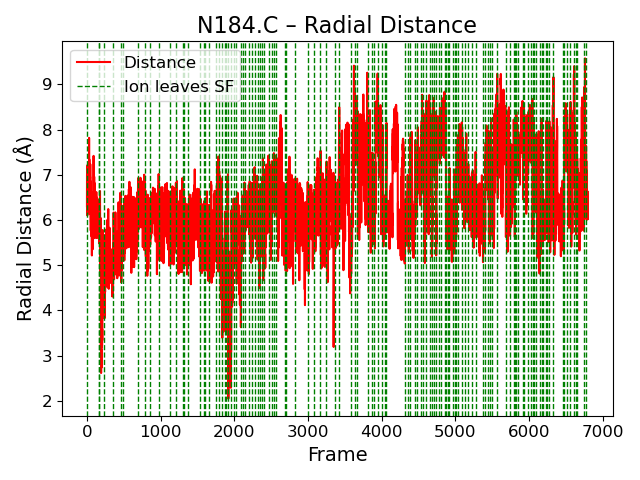 N184.C – Radial Distance
Distance
Ion leaves SF
Radial Distance (Å)
9
8
7
6
5
4
3
2
0 1000 2000 3000 4000 5000 6000 7000
Frame